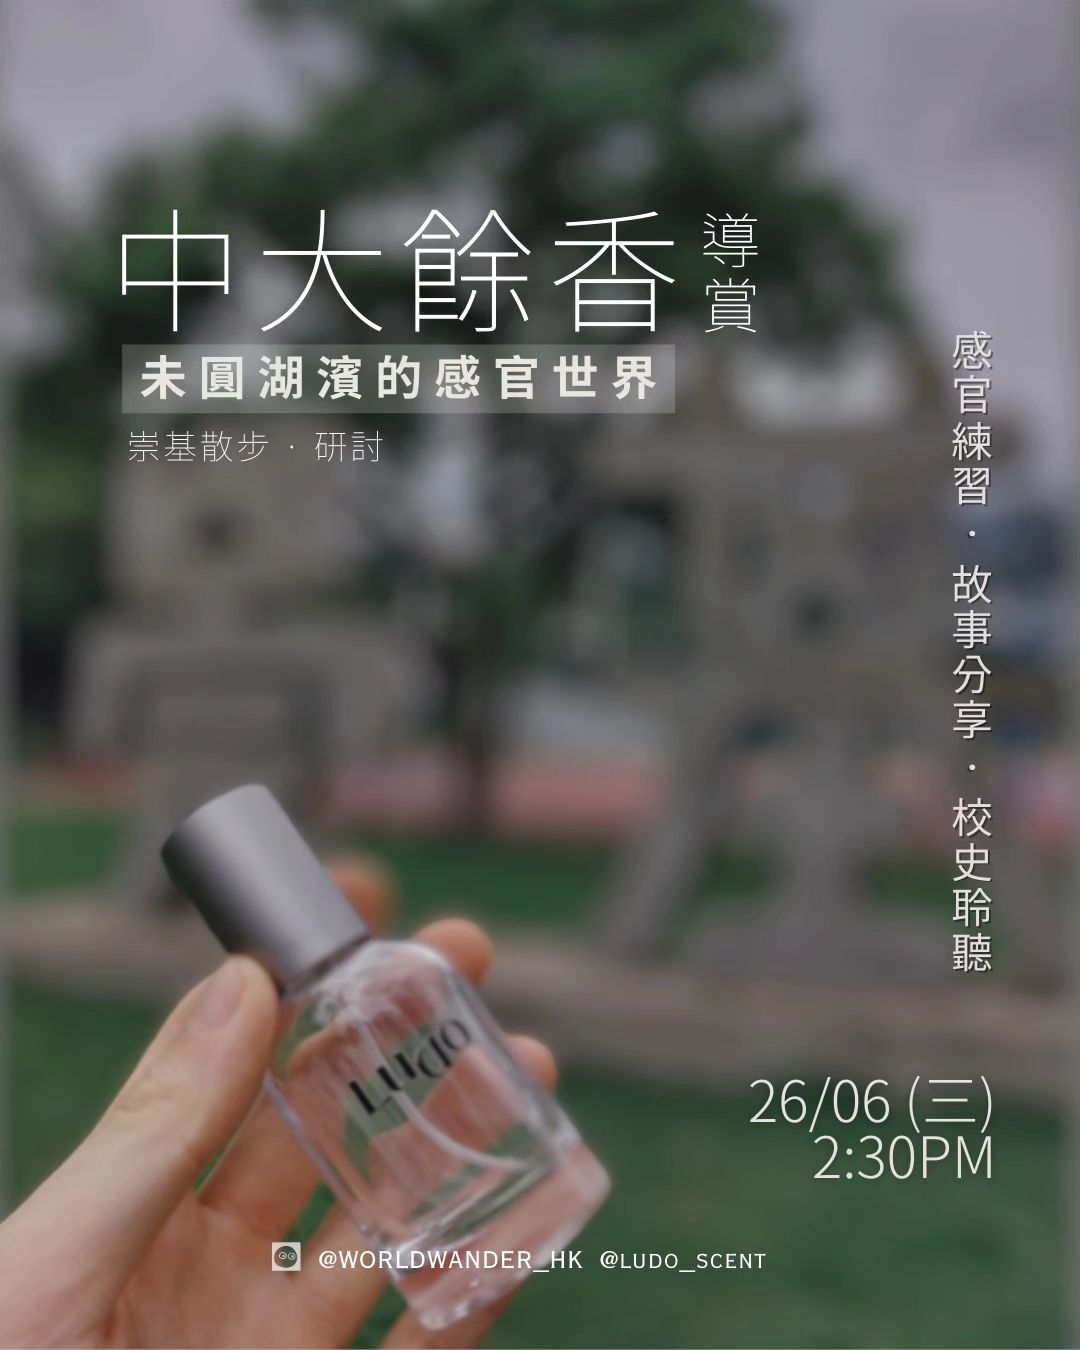 中大餘香
導賞
未圓湖濱的感官世界
崇基散步 · 研討
感官練習 · 故事分享 · 校史聆聽
Ludo
26/06 (三)
2:30PM
@WORLDWANDER_HK @LUDO_SCENT